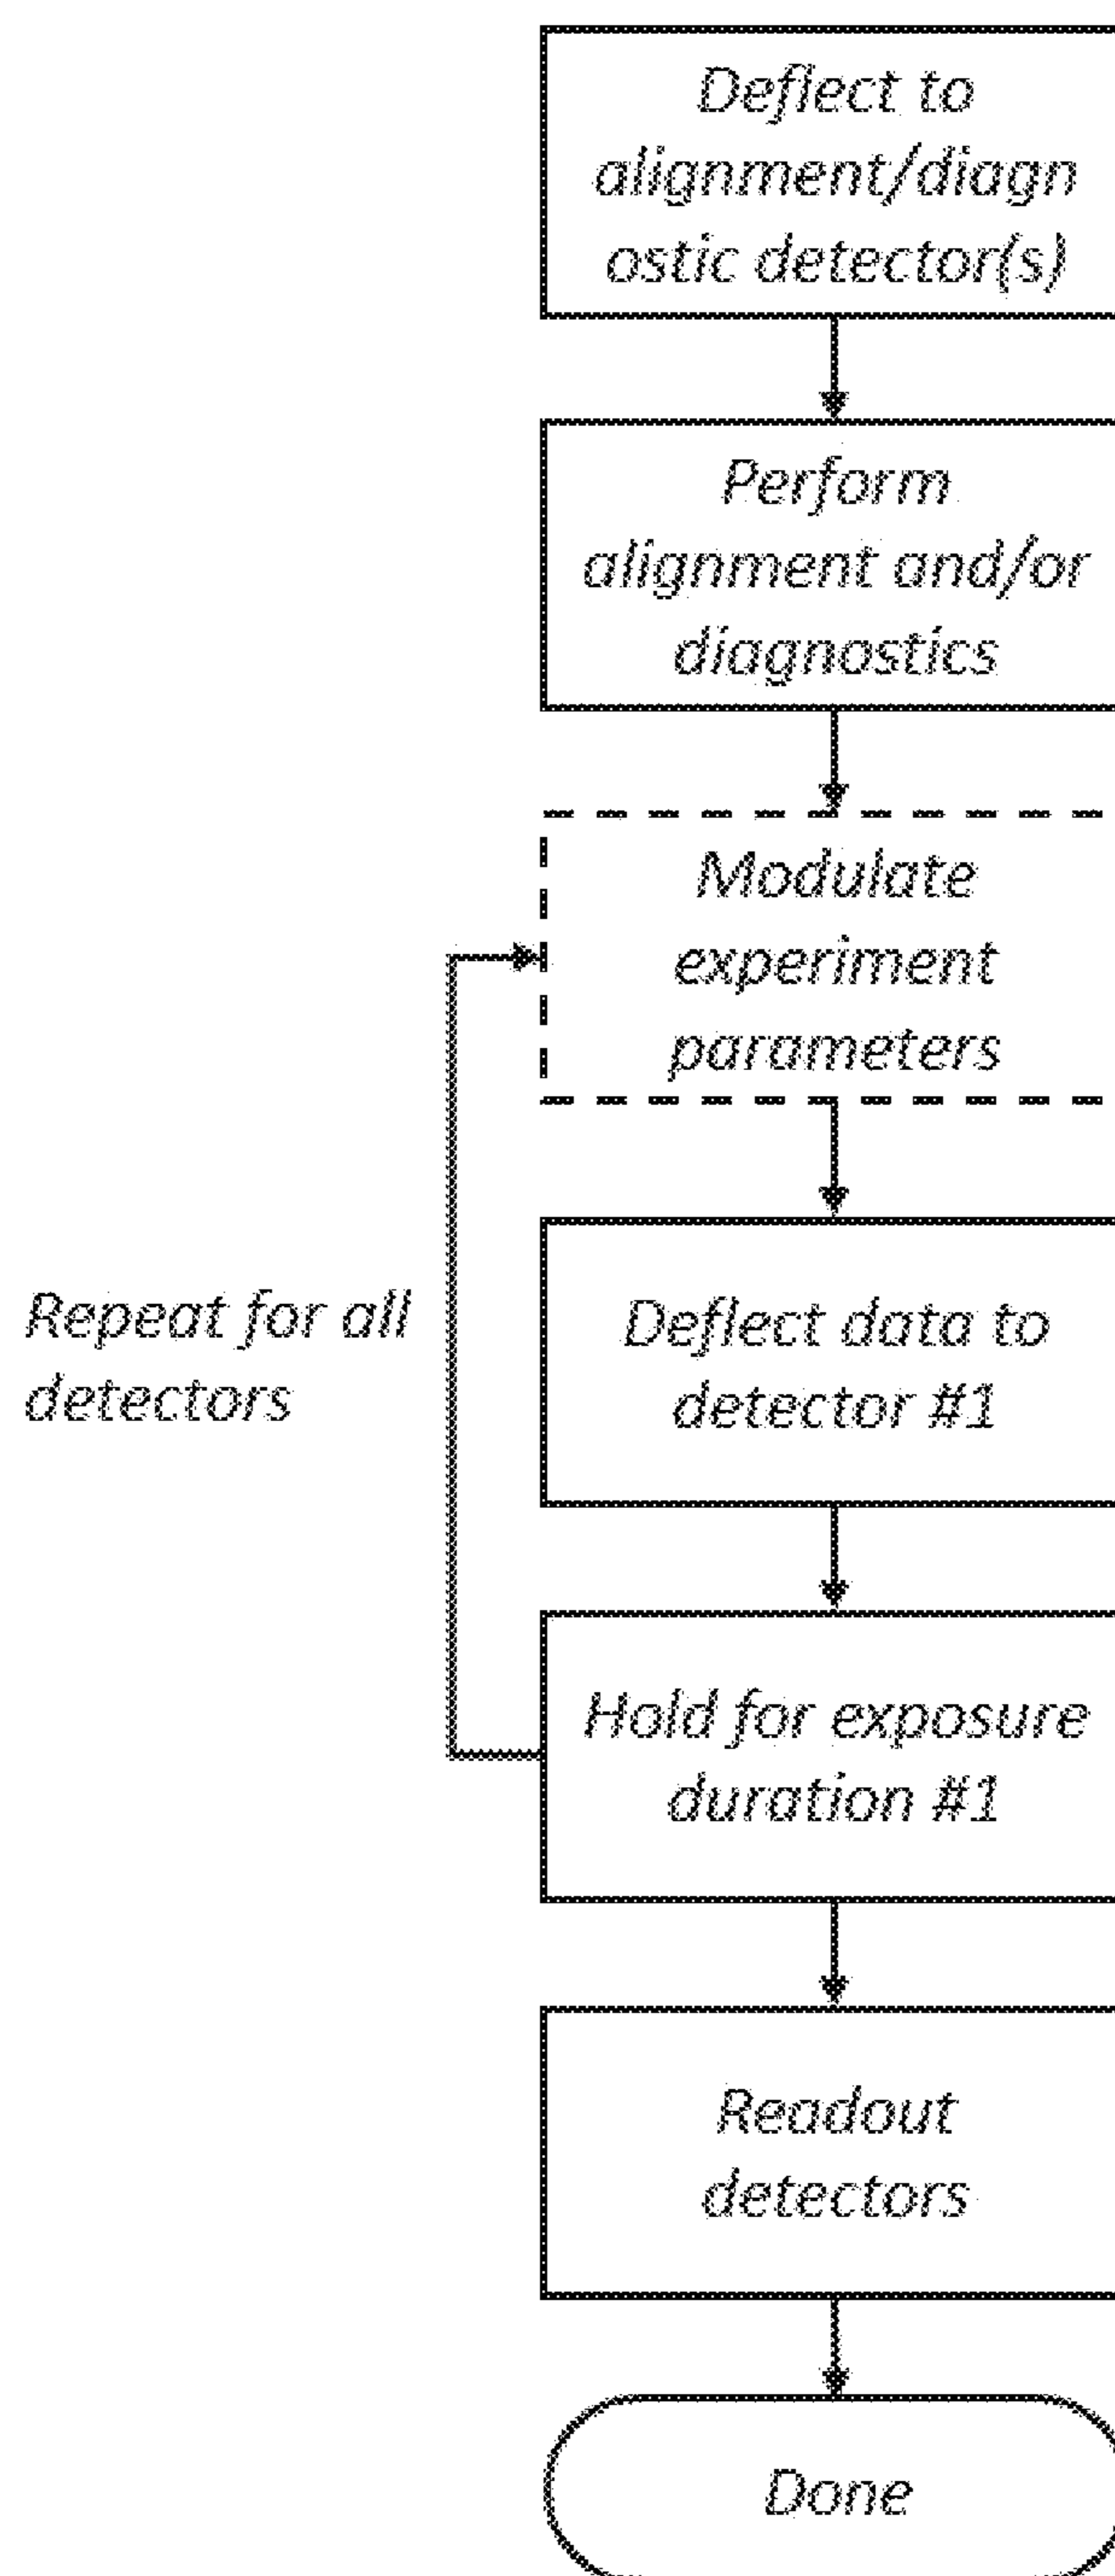 Deflect to
alignment/diagn
ostic detector(s)
Perform
alignment and/or
diagnostics
Modulate
experiment
parameters
Repeat for all
detectors
Deflect data to
detector #1
Hold for exposure
duration #1
Readout
detectors
Done